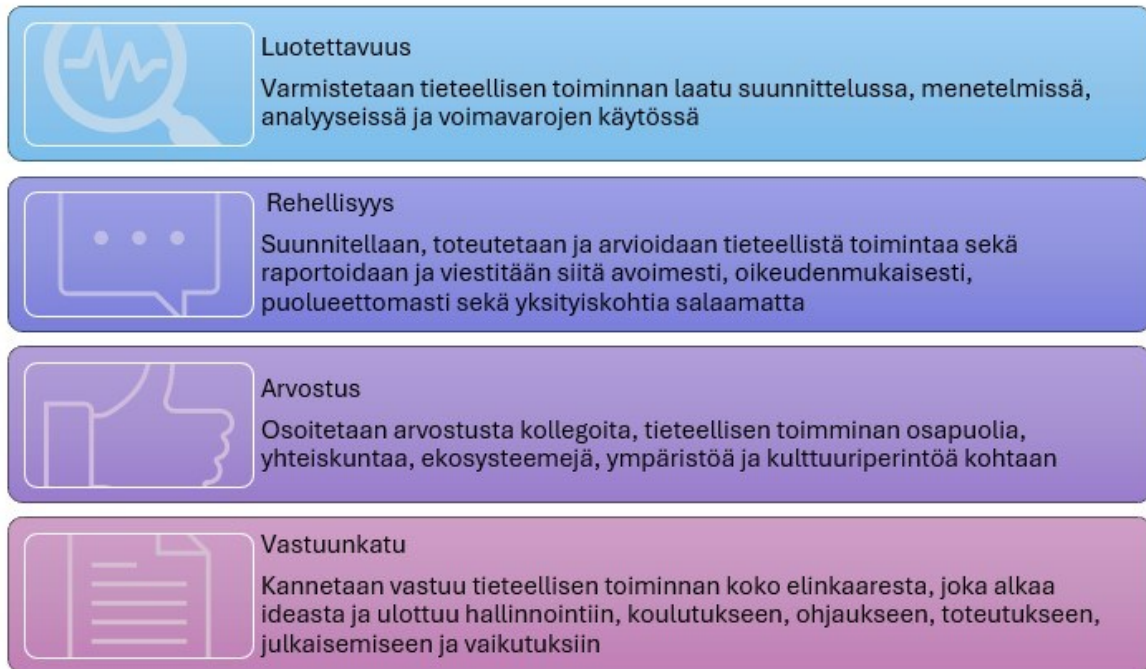 Luotettavuus
Varmistetaan tieteellisen toiminnan laatu suunnittelussa, menetelmissä,
analyyseissä ja voimavarojen käytössä
Rehellisyys
Suunnitellaan, toteutetaan ja arvioidaan tieteellistä toimintaa sekä
raportoidaan ja viestitään siitä avoimesti, oikeudenmukaisesti,
puolueettomasti sekä yksityiskohtia salaamatta
Arvostus
Osoitetaan arvostusta kollegoita, tieteellisen toimminan osapuolia,
yhteiskuntaa, ekosysteemejä, ympäristöä ja kulttuuriperintöä kohtaan
Vastuunkatu
Kannetaan vastuu tieteellisen toiminnan koko elinkaaresta, joka alkaa
ideasta ja ulottuu hallinnointiin, koulutukseen, ohjaukseen, toteutukseen,
julkaisemiseen ja vaikutuksiin